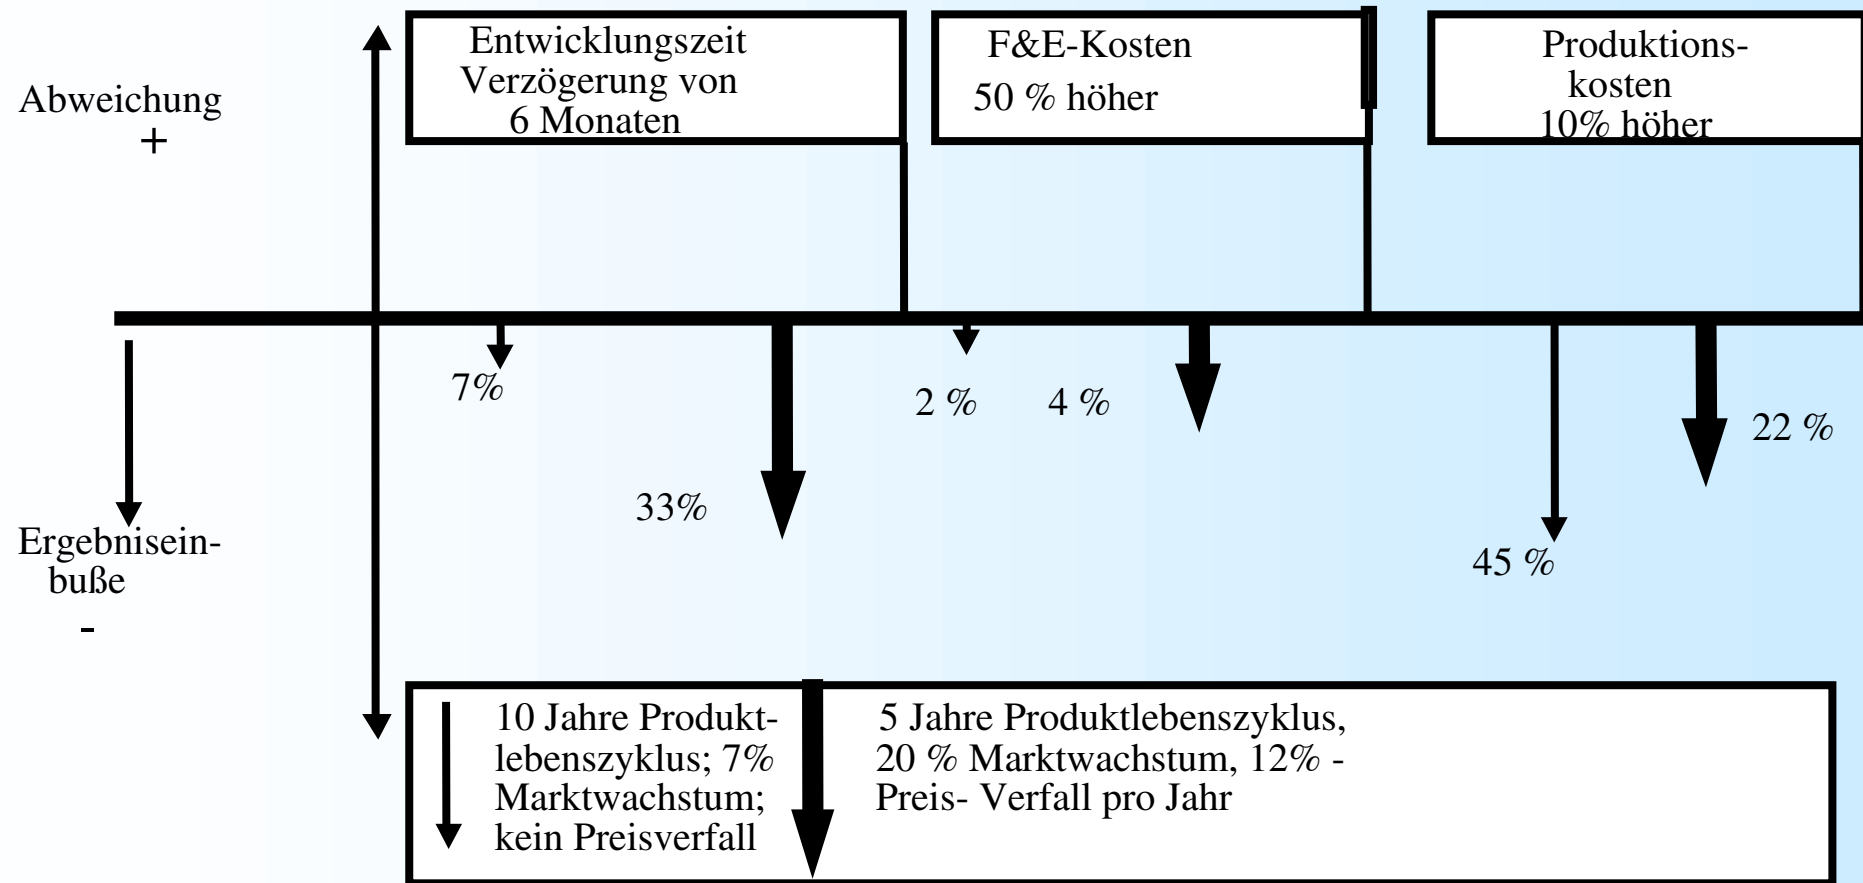 Entwicklungszeit
Verzögerung von
6 Monaten
F&E-Kosten
50 % höher
Produktions-
kosten
10% höher
Abweichung
+
7%
2 %
4 %
22 %
33%
45 %
Ergebnisein-
buße
-
10 Jahre Produkt-
lebenszyklus; 7%
Marktwachstum;
kein Preisverfall
5 Jahre Produktlebenszyklus,
20 % Marktwachstum, 12% -
Preis- Verfall pro Jahr